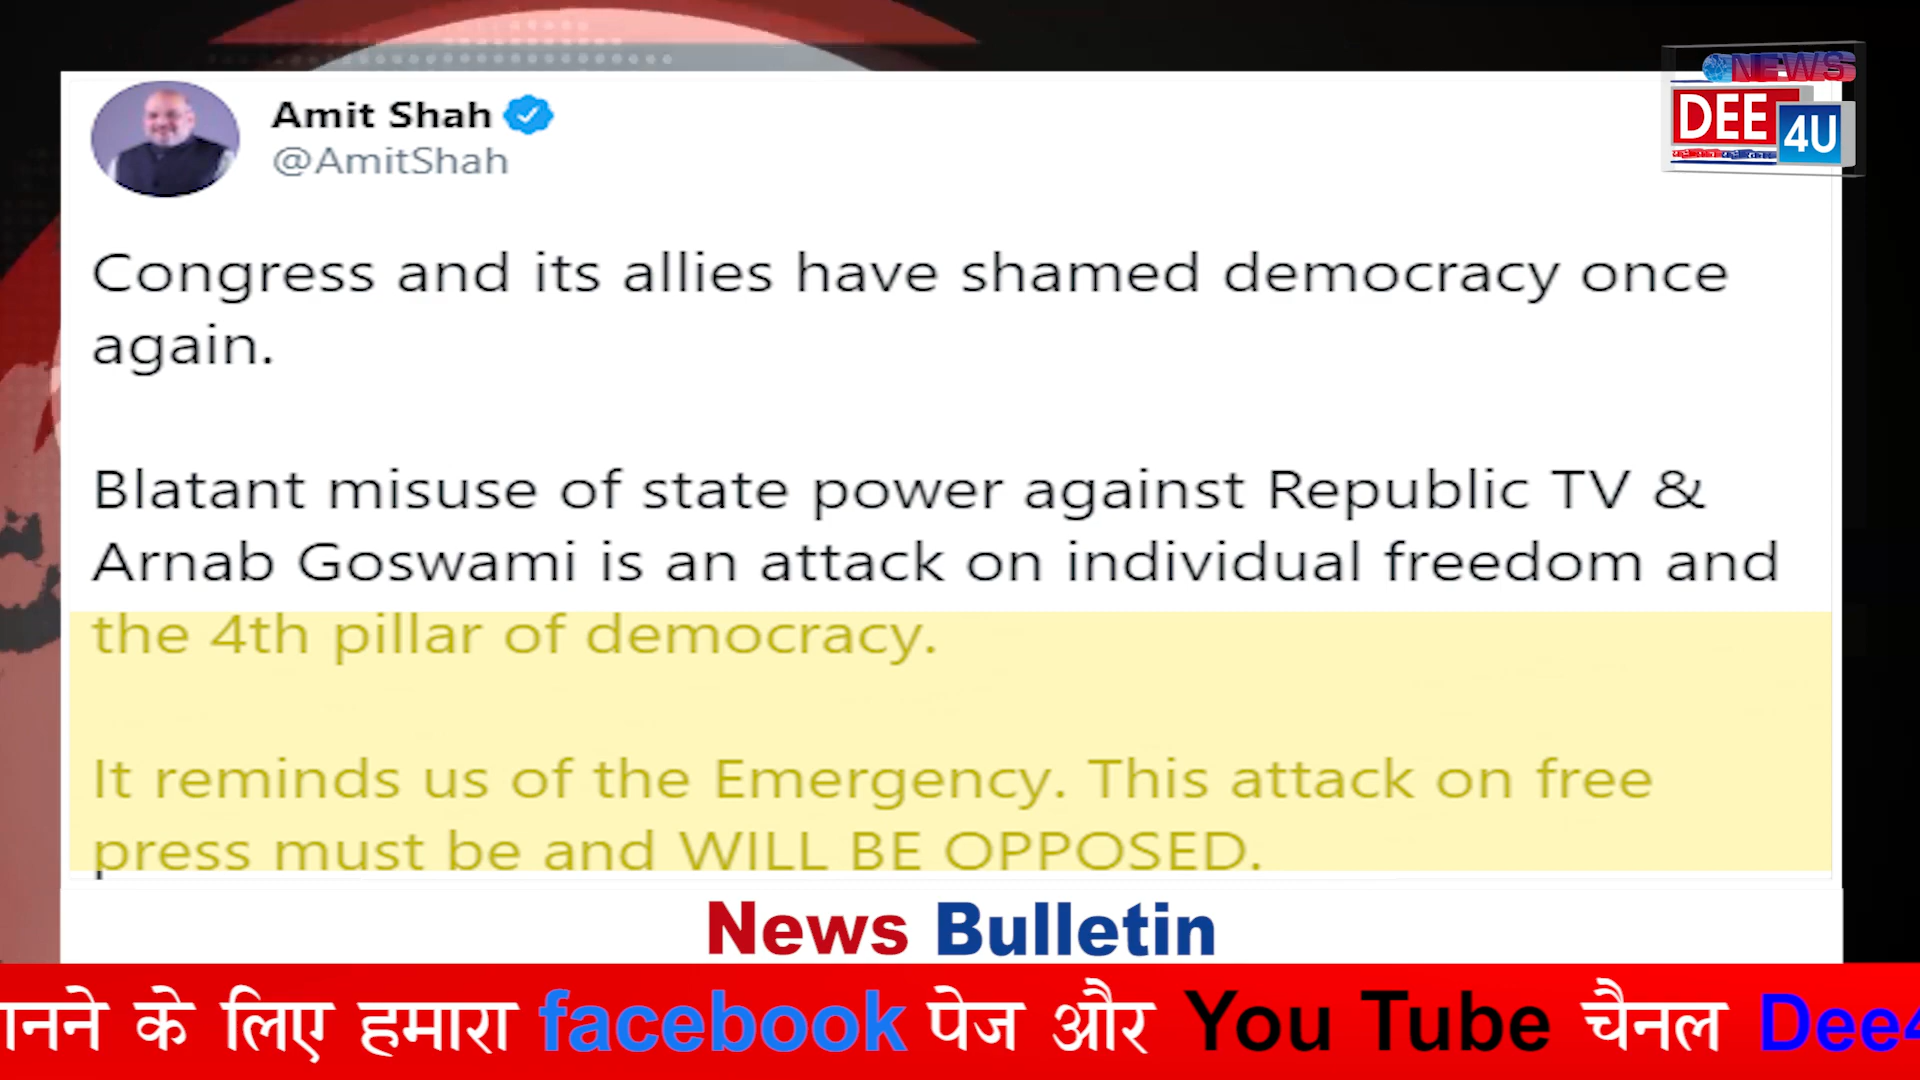 NEWS
DEE
4U
Amit Shah
@AmitShah
Congress and its allies have shamed democracy once
again.
Blatant misuse of state power against Republic TV &
Arnab Goswami is an attack on individual freedom and
the 4th pillar of democracy.
It reminds us of the Emergency. This attack on free
press must be and WILL BE OPPOSED.
News Bulletin
के लिए हमारा facebook पेज और You Tube चैनल Dee4